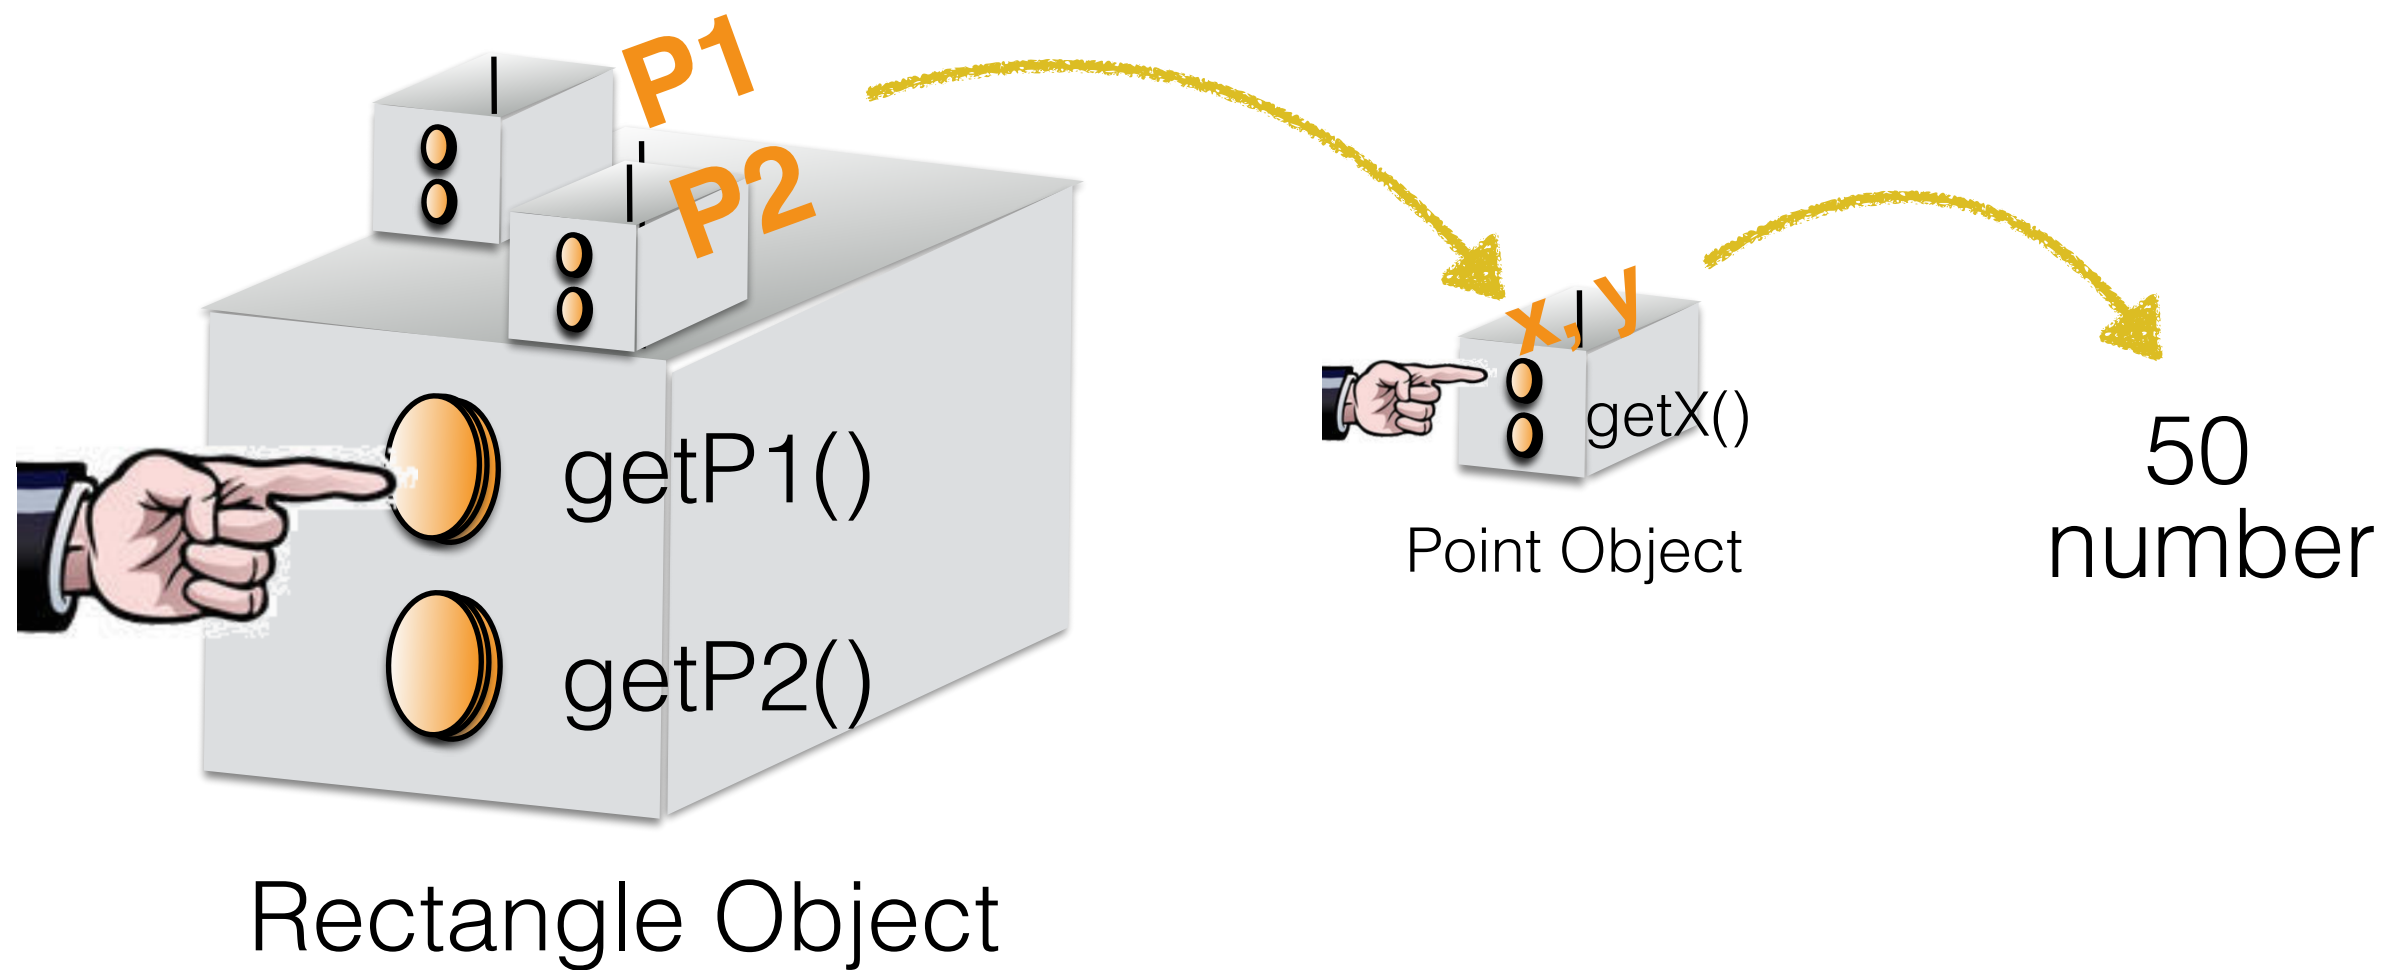 P1
P2
getP1()
getP2()
Rectangle Object
x, y
getX()
Point Object
50
number